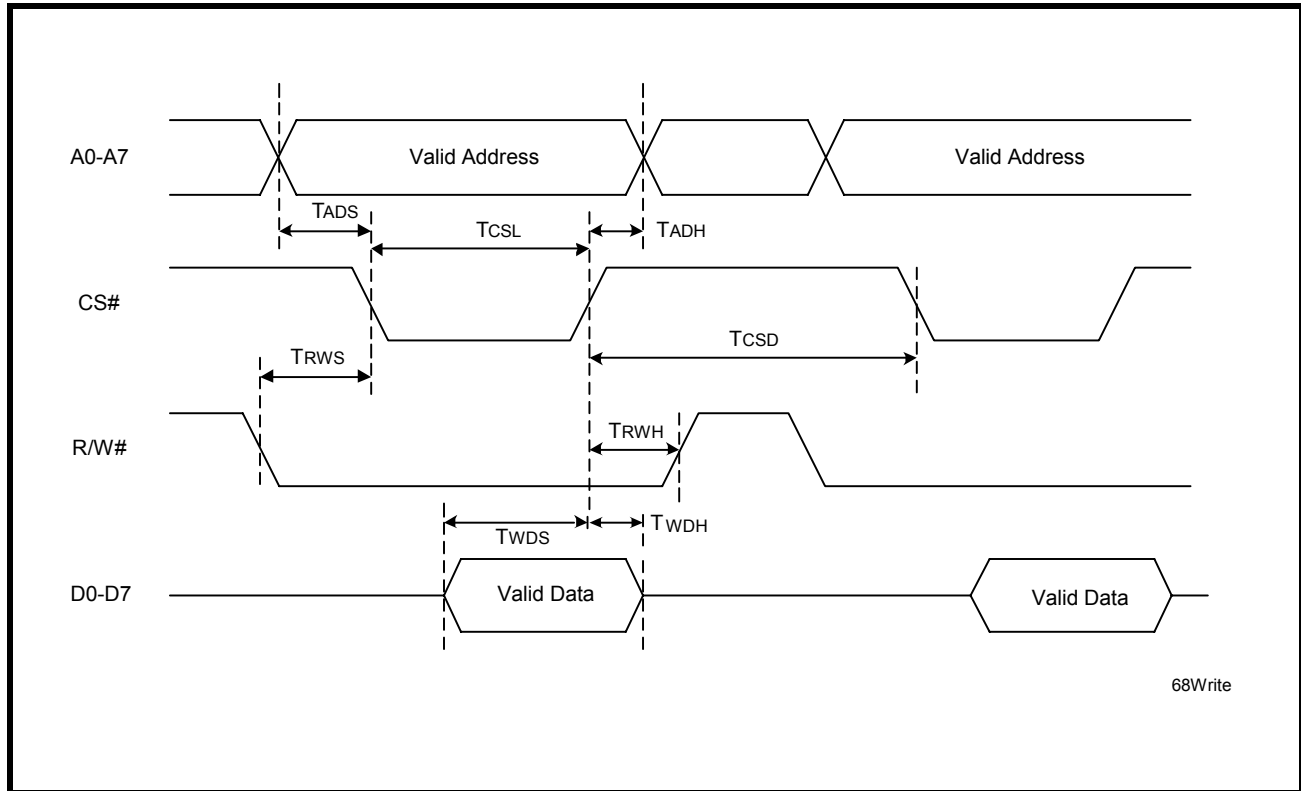 A0-A7
Valid Address
Valid Address
TADS
TCSL
TADH
CS#
TCSD
TRWS
R/W#
TRWH
TWDS
TWDH
D0-D7
Valid Data
Valid Data
68Write